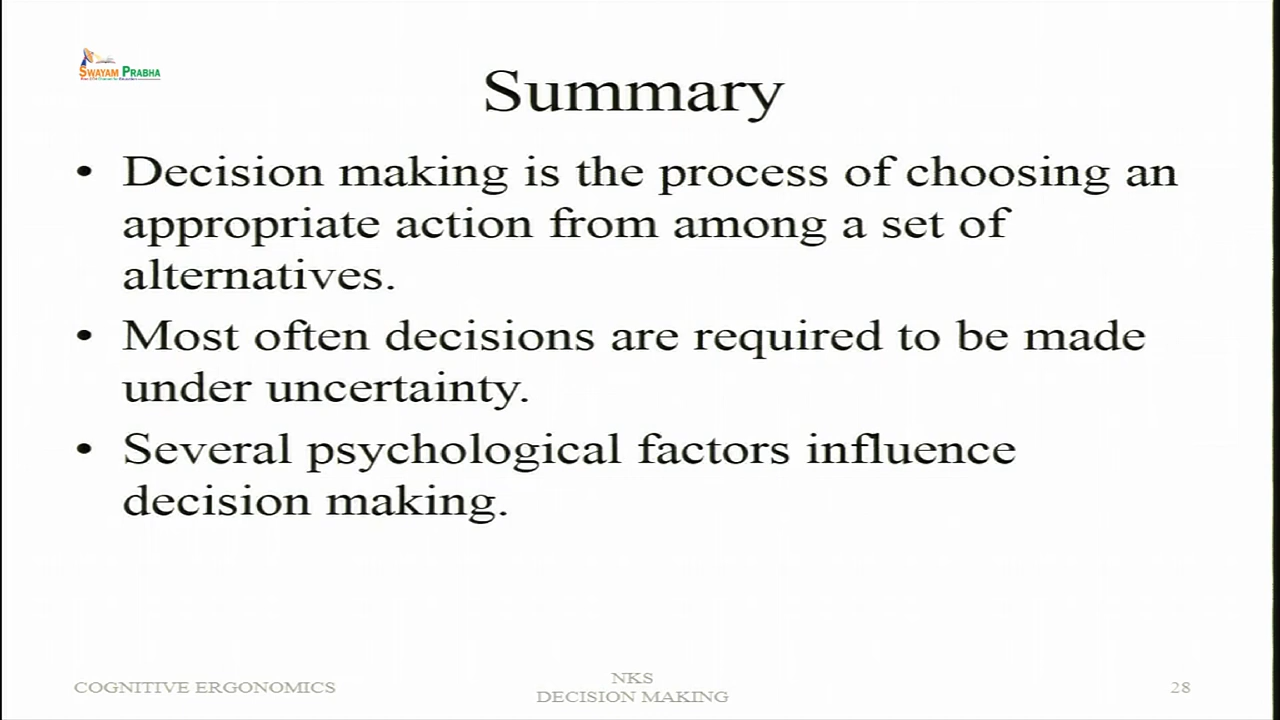 SWAYAM PRABHA
Summary
• Decision making is the process of choosing an
appropriate action from among a set of
alternatives.
• Most often decisions are required to be made
under uncertainty.
• Several psychological factors influence
decision making.
COGNITIVE ERGONOMICS
NKS
DECISION MAKING
28